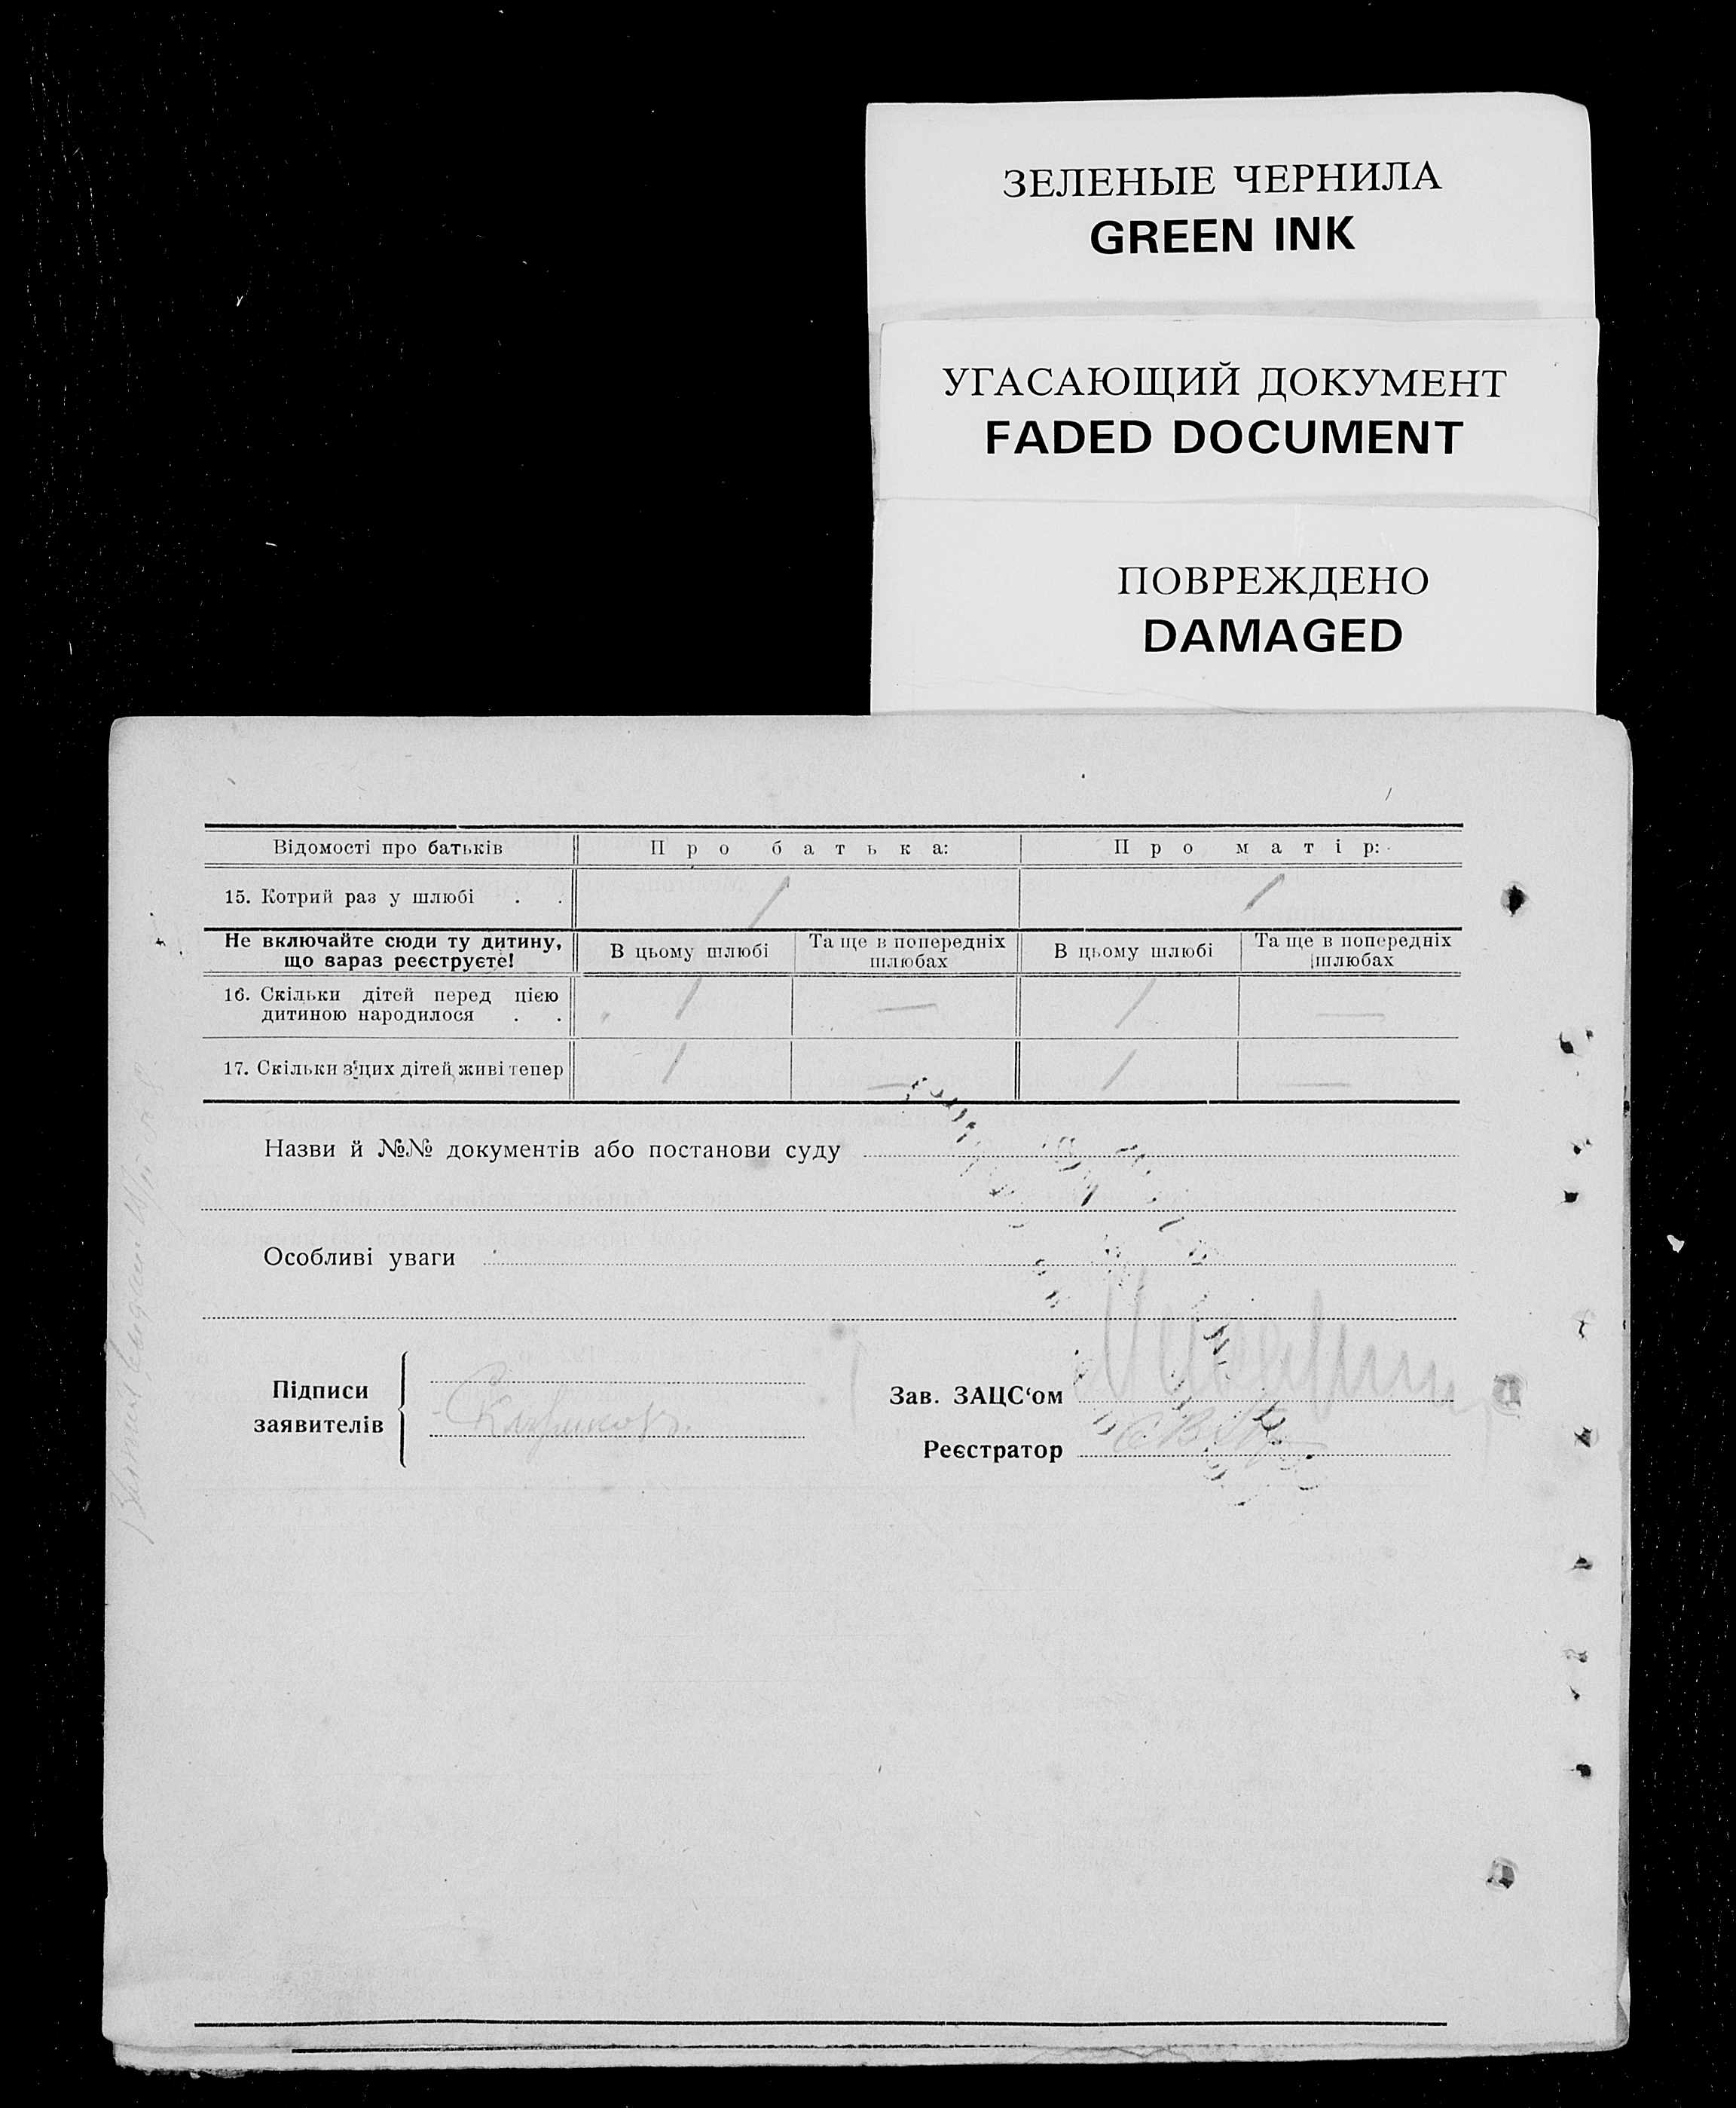 ЗЕЛЕНЫЕ ЧЕРНИЛА
GREEN INK
УГАСАЮЩИЙ ДОКУМЕНТ
FADED DOCUMENT
ПОВРЕЖДЕНО
DAMAGED
Відомості про батьків Про батька: Про матір:
15. Котрий раз у шлюбі . . 1 1
Не включайте сюди ту дитину, що зараз реєструєте! В цьому шлюбі Та ще в попередніх шлюбах В цьому шлюбі Та ще в попередніх шлюбах
16. Скільки дітей перед цією
дитиною народилося . . 1 — 1 —
17. Скільки з цих дітей живі тепер 1 — 1 —
Назви й №№ документів або постанови суду
Особливі уваги
Підписи
заявителів
Зав. ЗАЦС‘ом
Реєстратор